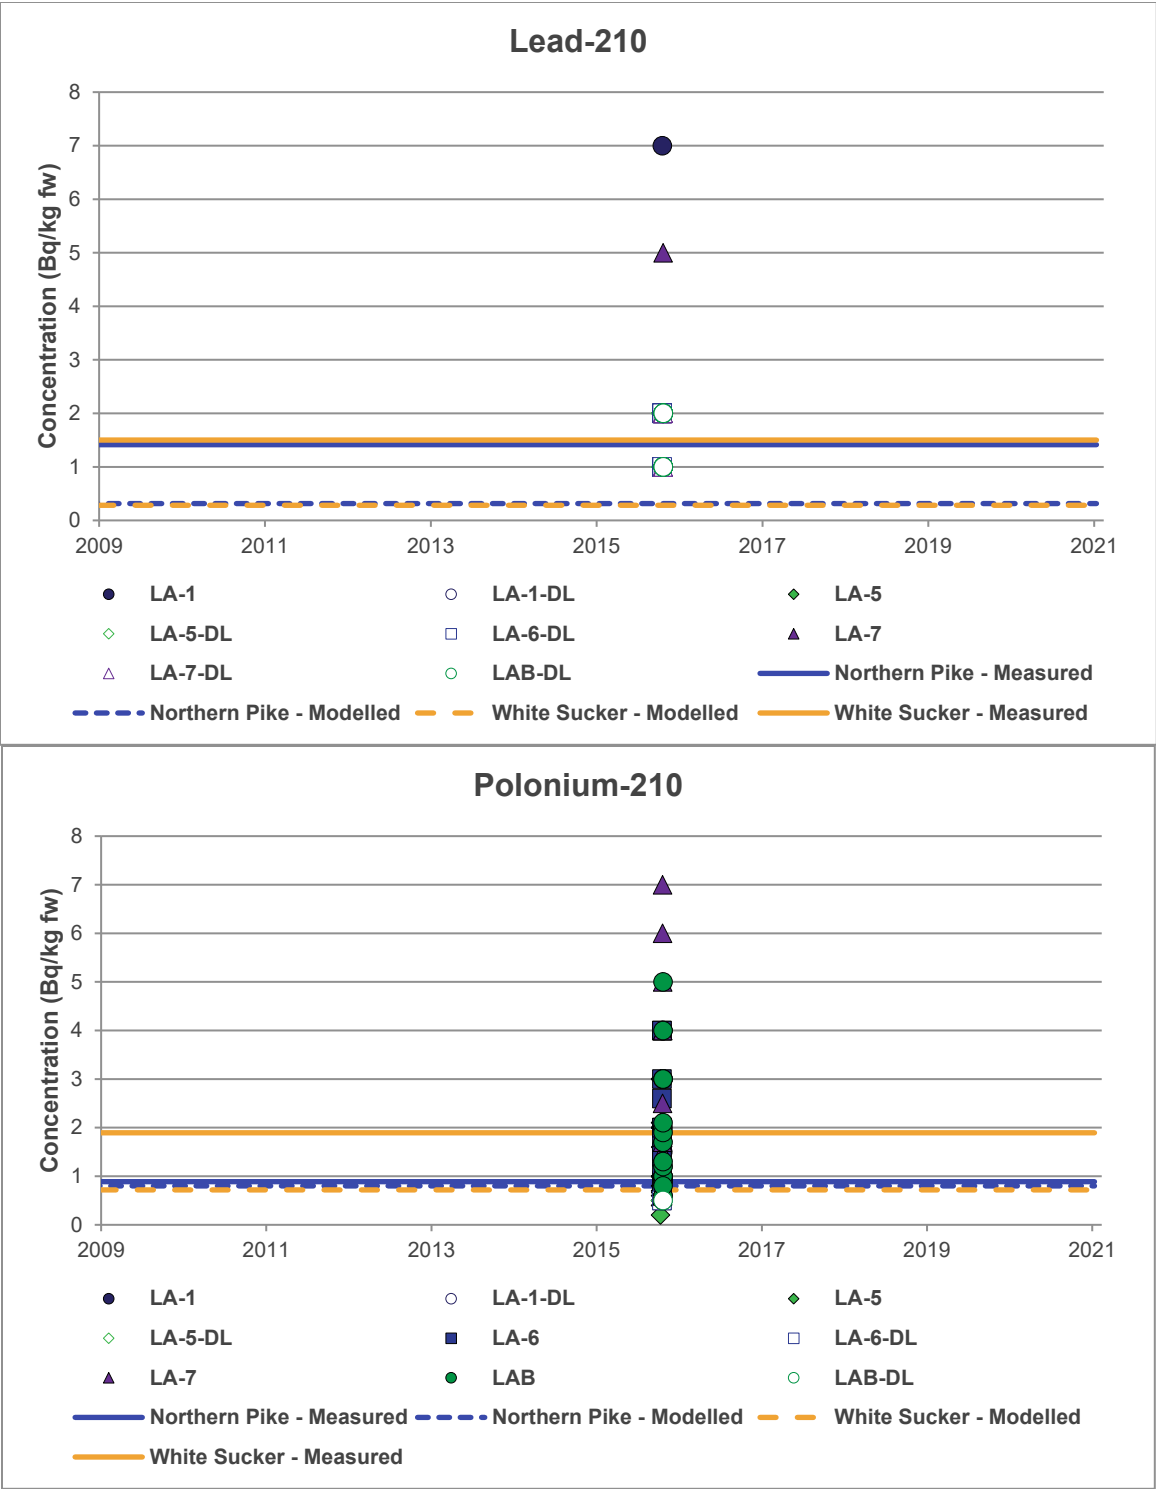 Lead-210
Concentration (Bq/kg fw)
8
7
6
5
4
3
2
1
0
2009 2011 2013 2015 2017 2019 2021
LA-1 LA-1-DL LA-5
LA-5-DL LA-6-DL LA-7
LA-7-DL LAB-DL Northern Pike - Measured
Northern Pike - Modelled White Sucker - Modelled White Sucker - Measured
Polonium-210
Concentration (Bq/kg fw)
8
7
6
5
4
3
2
1
0
2009 2011 2013 2015 2017 2019 2021
LA-1 LA-1-DL LA-5
LA-5-DL LA-6 LA-6-DL
LA-7 LAB LAB-DL
Northern Pike - Measured Northern Pike - Modelled White Sucker - Modelled
White Sucker - Measured